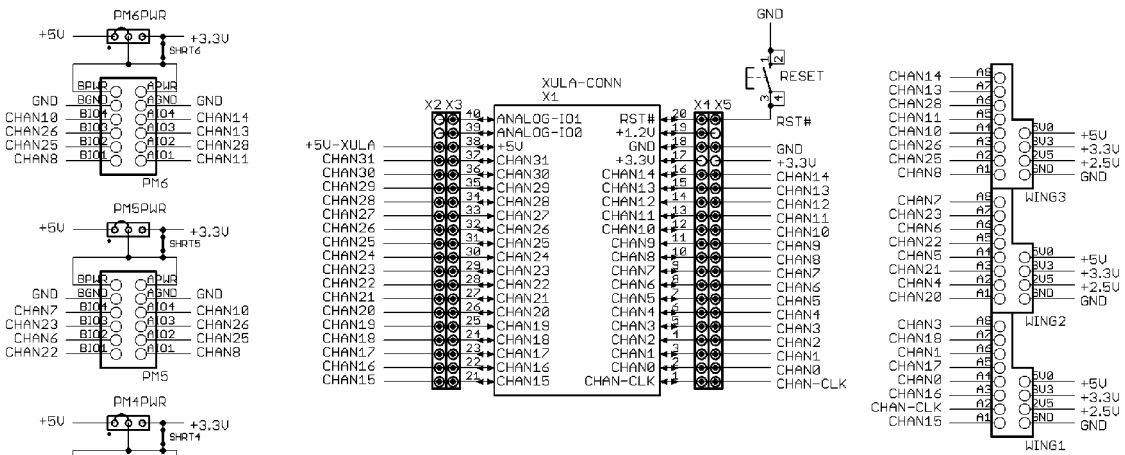 PM6PWR
+5V
+3.3V
SHRT6
BPWR APWR
GND BGND AGND GND
CHAN10 BIO4 AIO4 CHAN14
CHAN26 BIO3 AIO3 CHAN13
CHAN25 BIO2 AIO2 CHAN28
CHAN8 BIO1 AIO1 CHAN11
PM6
PM5PWR
+5V
+3.3V
SHRT5
BPWR APWR
GND BGND AGND GND
CHAN7 BIO4 AIO4 CHAN10
CHAN23 BIO3 AIO3 CHAN26
CHAN6 BIO2 AIO2 CHAN25
CHAN22 BIO1 AIO1 CHAN8
PM5
PM4PWR
+5V
+3.3V
SHRT4
XULA-CONN
X1
X2 X3
X4 X5
40 ANALOG-IO1 RST# 20
39 ANALOG-IO0 +1.2V 19
+5V-XULA 38 +5V GND 18 GND
CHAN31 37 CHAN31 +3.3V 17 +3.3V
CHAN30 36 CHAN30 CHAN14 16 CHAN14
CHAN29 35 CHAN29 CHAN13 15 CHAN13
CHAN28 34 CHAN28 CHAN12 14 CHAN12
CHAN27 33 CHAN27 CHAN11 13 CHAN11
CHAN26 32 CHAN26 CHAN10 12 CHAN10
CHAN25 31 CHAN25 CHAN9 11 CHAN9
CHAN24 30 CHAN24 CHAN8 10 CHAN8
CHAN23 29 CHAN23 CHAN7 CHAN7
CHAN22 28 CHAN22 CHAN6 CHAN6
CHAN21 27 CHAN21 CHAN5 CHAN5
CHAN20 26 CHAN20 CHAN4 CHAN4
CHAN19 25 CHAN19 CHAN3 CHAN3
CHAN18 24 CHAN18 CHAN2 CHAN2
CHAN17 23 CHAN17 CHAN1 CHAN1
CHAN16 22 CHAN16 CHAN0 CHAN0
CHAN15 21 CHAN15 CHAN-CLK CHAN-CLK
GND
1 2
RESET
3 4
RST#
CHAN14 A8
CHAN13 A7
CHAN28 A6
CHAN11 A5
CHAN10 A4 5V0 +5V
CHAN26 A3 3V3 +3.3V
CHAN25 A2 2V5 +2.5V
CHAN8 A1 GND GND
WING3
CHAN7 A8
CHAN23 A7
CHAN6 A6
CHAN22 A5
CHAN5 A4 5V0 +5V
CHAN21 A3 3V3 +3.3V
CHAN4 A2 2V5 +2.5V
CHAN20 A1 GND GND
WING2
CHAN3 A8
CHAN18 A7
CHAN1 A6
CHAN17 A5
CHAN0 A4 5V0 +5V
CHAN16 A3 3V3 +3.3V
CHAN-CLK A2 2V5 +2.5V
CHAN15 A1 GND GND
WING1